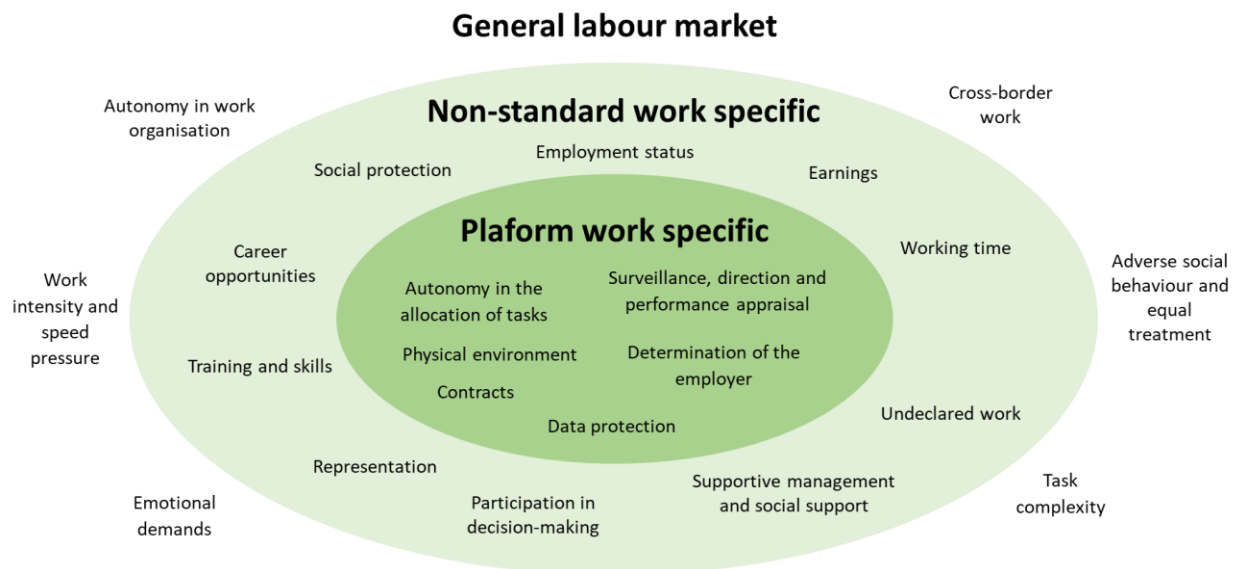 General labour market
Autonomy in work
organisation
Non-standard work specific
Cross-border
work
Social protection
Employment status
Earnings
Plaform work specific
Career
opportunities
Working time
Work
intensity and
speed
pressure
Autonomy in the
allocation of tasks
Surveillance, direction and
performance appraisal
Adverse social
behaviour and
equal
treatment
Training and skills
Physical environment
Determination of the
employer
Contracts
Data protection
Undeclared work
Representation
Emotional
demands
Participation in
decision-making
Supportive management
and social support
Task
complexity